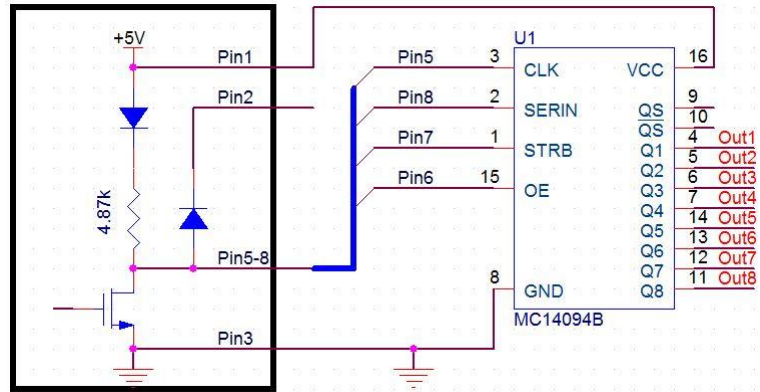 +5V
Pin1
Pin2
4.87k
Pin5-8
Pin3
Pin5
Pin8
Pin7
Pin6
U1
3
2
1
15
8
CLK
SERIN
STRB
OE
GND
VCC
QS
QS
Q1
Q2
Q3
Q4
Q5
Q6
Q7
Q8
16
9
10
4
5
6
7
14
13
12
11
Out1
Out2
Out3
Out4
Out5
Out6
Out7
Out8
MC14094B